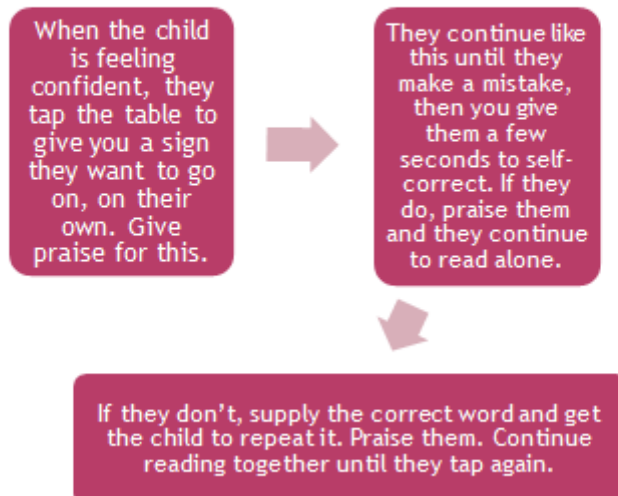 When the child
is feeling
confident, they
tap the table to
give you a sign
they want to go
on, on their
own. Give
praise for this.
They continue like
this until they
make a mistake,
then you give
them a few
seconds to self-
correct. If they
do, praise them
and they continue
to read alone.
If they don’t, supply the correct word and get
the child to repeat it. Praise them. Continue
reading together until they tap again.